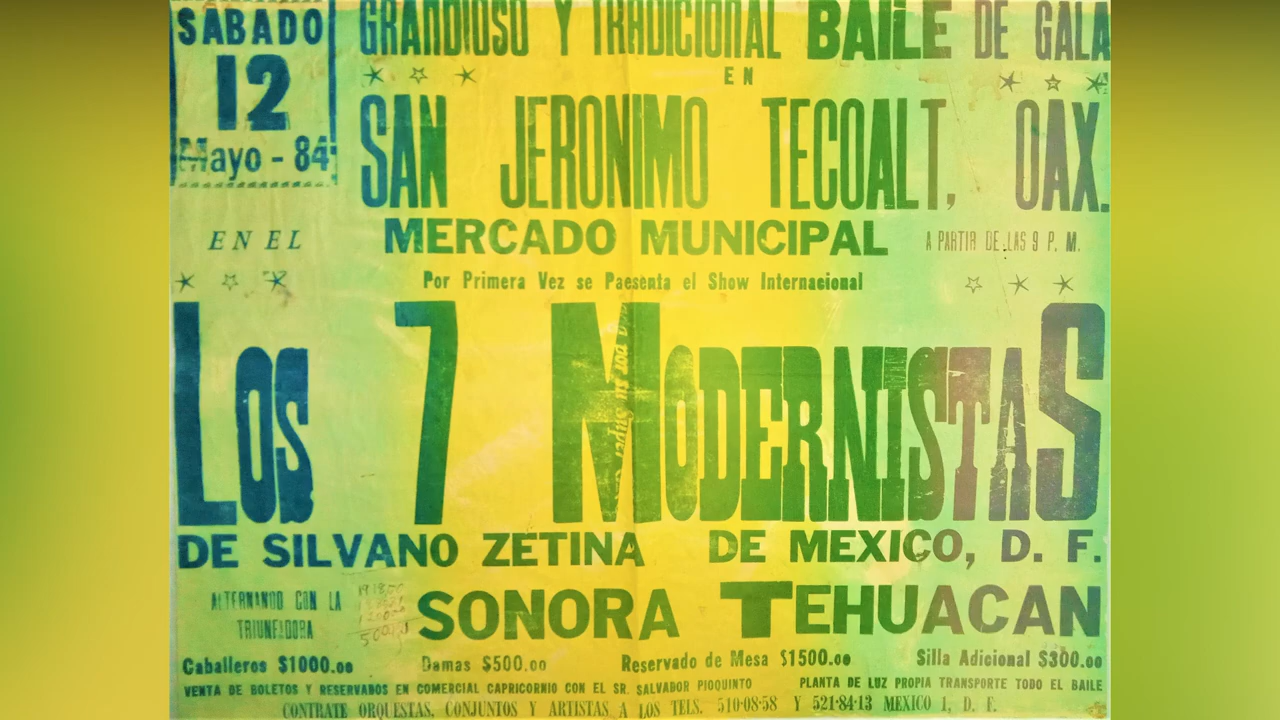 SABADO
12
Mayo - 84
GRANDIOSO Y TRADICIONAL BAILE DE GALA
EN
SAN JERONIMO TECOALT, OAX.
EN EL
MERCADO MUNICIPAL
A PARTIR DE LAS 9 P. M.
Por Primera Vez se Paesenta el Show Internacional
LOS 7 MODERNISTAS
DE SILVANO ZETINA DE MEXICO, D. F.
ALTERNANDO CON LA
TRIUNFADORA
SONORA TEHUACAN
Caballeros $1000.oo Damas $500.oo Reservado de Mesa $1500.oo Silla Adicional $300.oo
VENTA DE BOLETOS Y RESERVADOS EN COMERCIAL CAPRICORNIO CON EL SR. SALVADOR PIOQUINTO PLANTA DE LUZ PROPIA TRANSPORTE TODO EL BAILE
CONTRATE ORQUESTAS, CONJUNTOS Y ARTISTAS A LOS TELS. 510-08-58 Y 521-84-13 MEXICO 1, D. F.